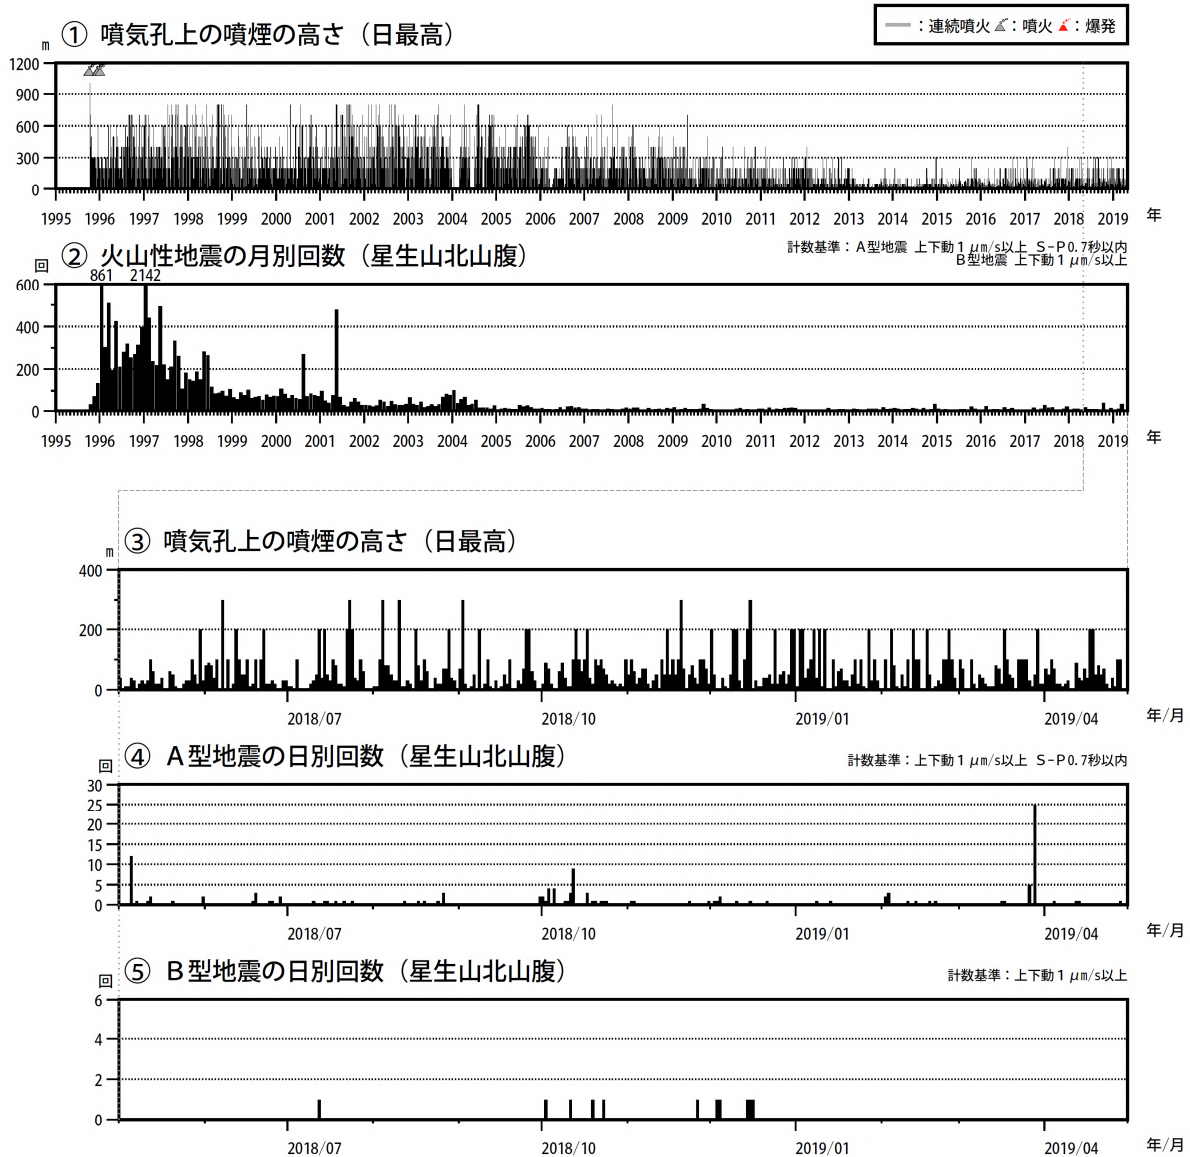 ━：連続噴火 ：噴火 ：爆発
① 噴気孔上の噴煙の高さ（日最高）
m
1200
900
600
300
0
1995 1996 1997 1998 1999 2000 2001 2002 2003 2004 2005 2006 2007 2008 2009 2010 2011 2012 2013 2014 2015 2016 2017 2018 2019 年
② 火山性地震の月別回数（星生山北山腹）
計数基準：Ａ型地震 上下動１μm/s以上 Ｓ−Ｐ0.7秒以内
Ｂ型地震 上下動１μm/s以上
回
861 2142
600
400
200
0
1995 1996 1997 1998 1999 2000 2001 2002 2003 2004 2005 2006 2007 2008 2009 2010 2011 2012 2013 2014 2015 2016 2017 2018 2019 年
③ 噴気孔上の噴煙の高さ（日最高）
m
400
200
0
2018/07 2018/10 2019/01 2019/04 年/月
④ Ａ型地震の日別回数（星生山北山腹）
計数基準：上下動１μm/s以上 Ｓ−Ｐ0.7秒以内
回
30
25
20
15
10
5
0
2018/07 2018/10 2019/01 2019/04 年/月
⑤ Ｂ型地震の日別回数（星生山北山腹）
計数基準：上下動１μm/s以上
回
6
4
2
0
2018/07 2018/10 2019/01 2019/04 年/月